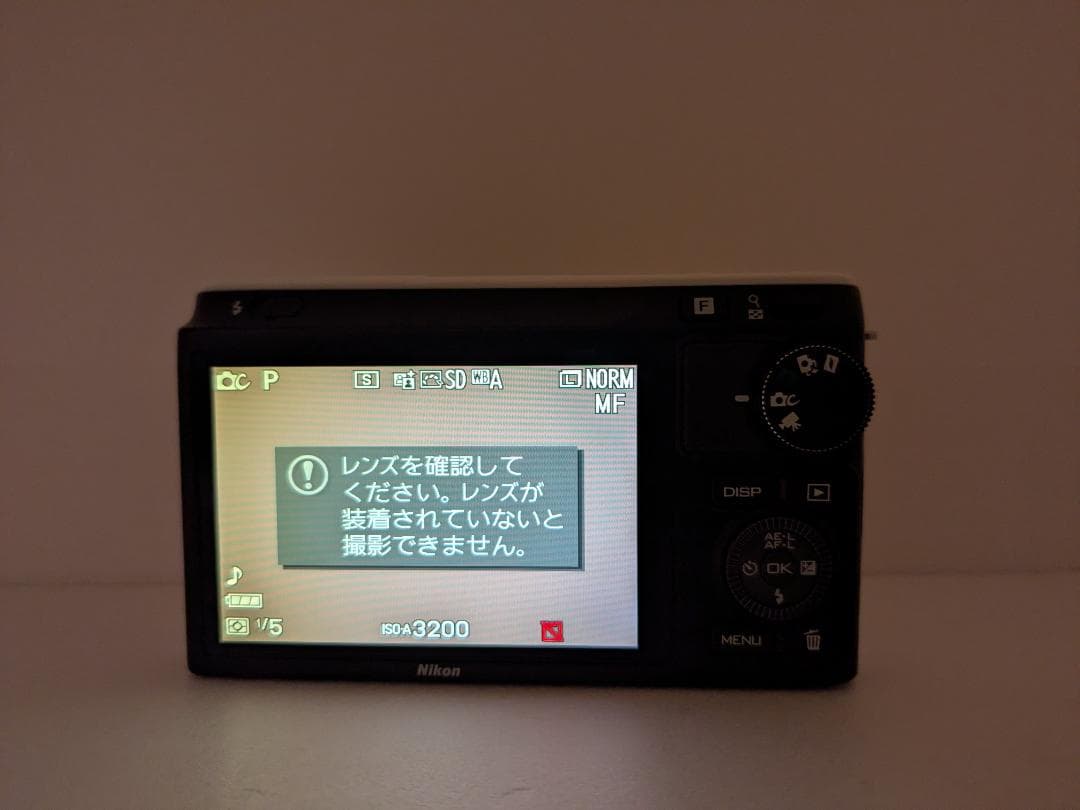 F
C P S SD WB A L NORM
MF
レンズを確認して
ください。レンズが
装着されていないと
撮影できません。
1/5 ISO-A 3200
C
DISP
AE-L
AF-L
OK
MENU
Nikon